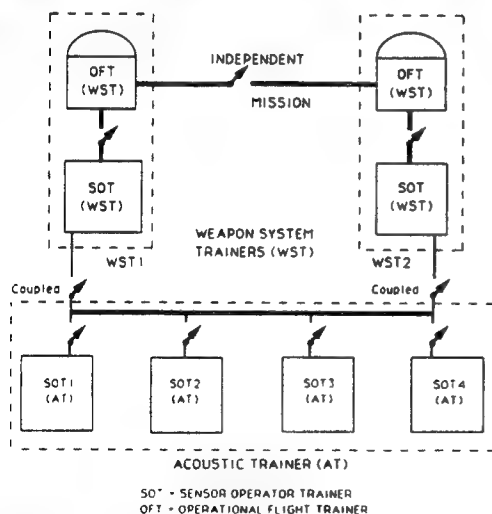 OFT
(WST)
INDEPENDENT
MISSION
OFT
(WST)
SOT
(WST)
SOT
(WST)
WEAPON SYSTEM
TRAINERS (WST)
WST1
WST2
Coupled
Coupled
SOT1
(AT)
SOT2
(AT)
SOT3
(AT)
SOT4
(AT)
ACOUSTIC TRAINER (AT)
SOT - SENSOR OPERATOR TRAINER
OFT - OPERATIONAL FLIGHT TRAINER